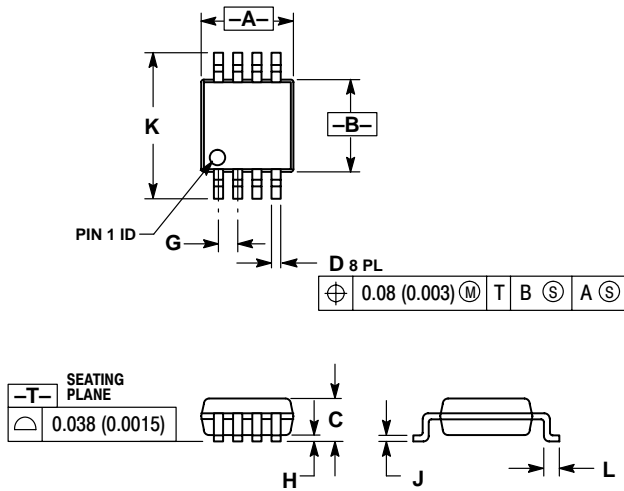 –A–
K
–B–
PIN 1 ID
G
D 8 PL
⌖ 0.08 (0.003) Ⓜ T B Ⓢ A Ⓢ
–T– SEATING
PLANE
⌓ 0.038 (0.0015)
C
H
J
L